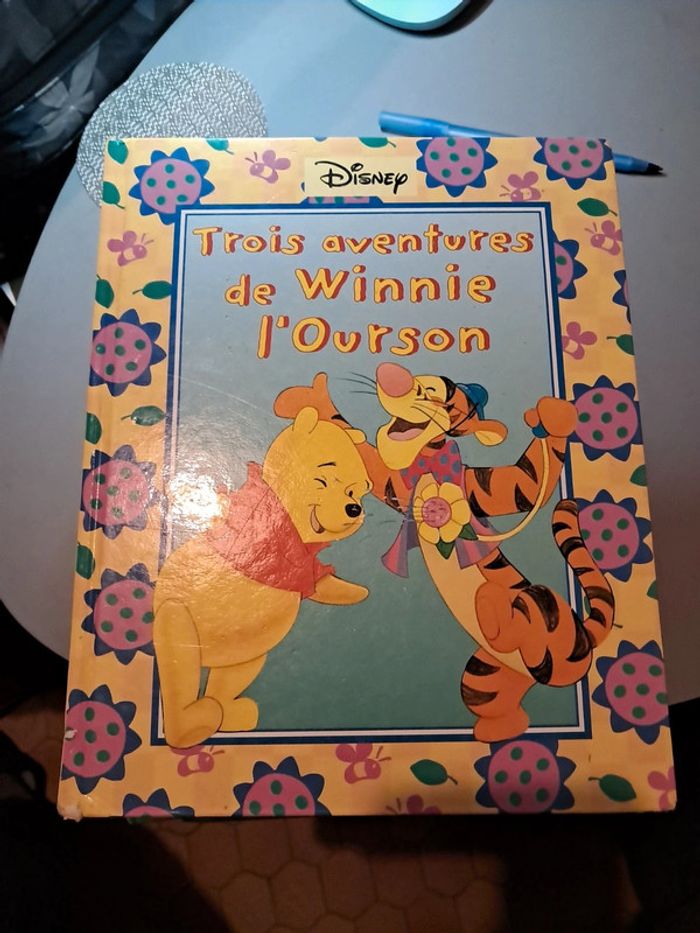 Disney
Trois aventures
de Winnie
l'Ourson